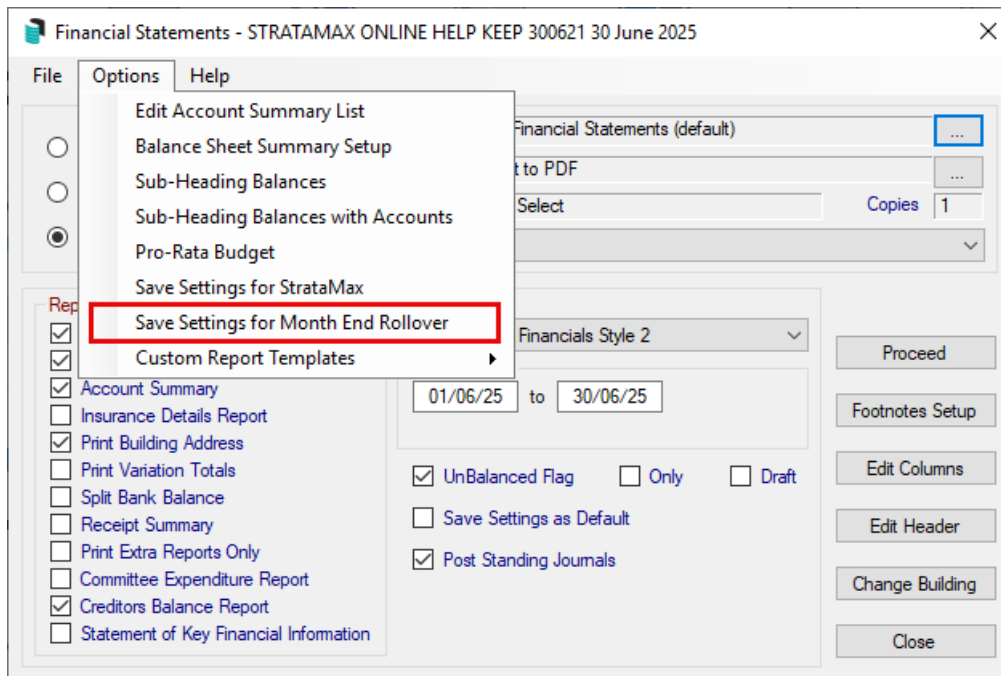 Financial Statements - STRATAMAX ONLINE HELP KEEP 300621 30 June 2025
File Options Help
Edit Account Summary List
Balance Sheet Summary Setup
Sub-Heading Balances
Sub-Heading Balances with Accounts
Pro-Rata Budget
Save Settings for StrataMax
Save Settings for Month End Rollover
Custom Report Templates
Financial Statements (default)
...
t to PDF
...
Select
Copies 1
Rep
Account Summary
Insurance Details Report
Print Building Address
Print Variation Totals
Split Bank Balance
Receipt Summary
Print Extra Reports Only
Committee Expenditure Report
Creditors Balance Report
Statement of Key Financial Information
Financials Style 2
01/06/25 to 30/06/25
UnBalanced Flag Only Draft
Save Settings as Default
Post Standing Journals
Proceed
Footnotes Setup
Edit Columns
Edit Header
Change Building
Close